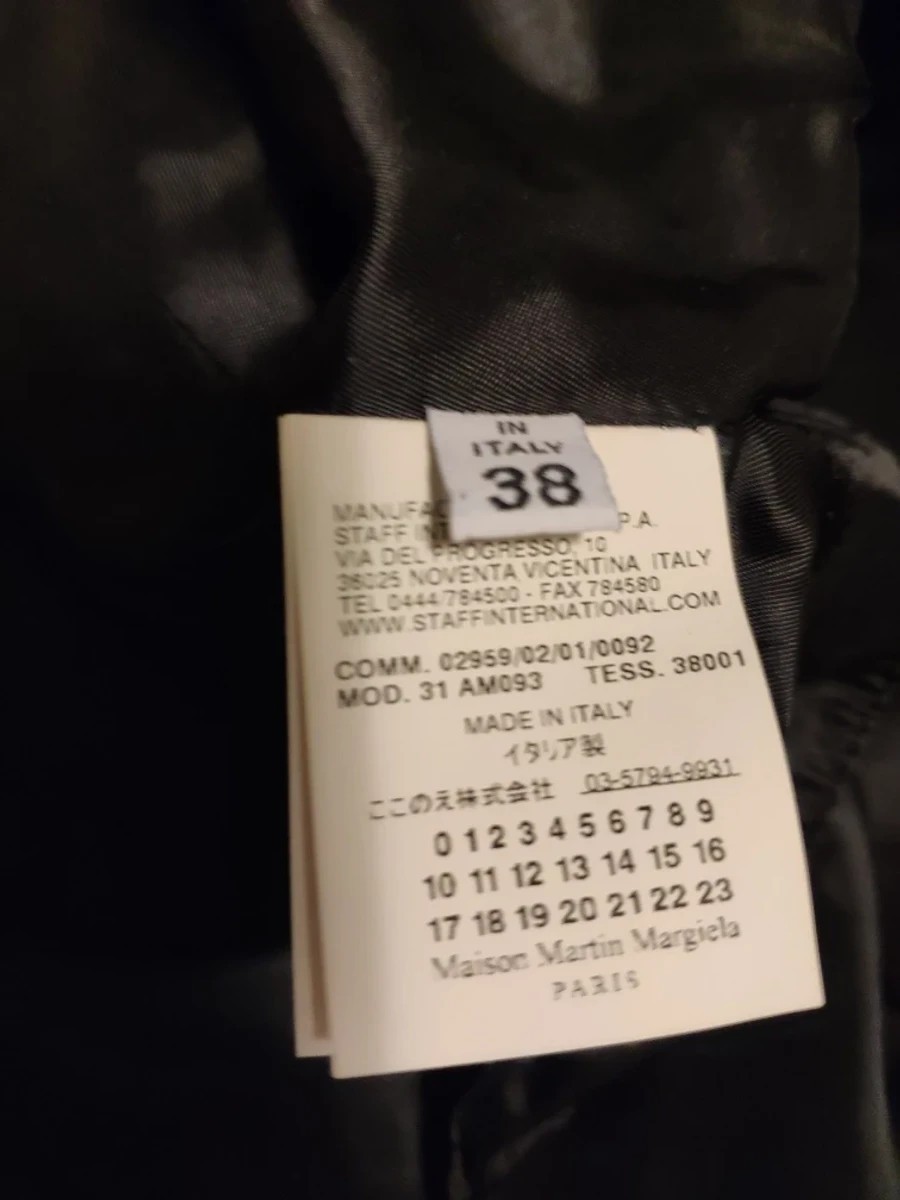 IN
ITALY
38
MANUFAC
STAFF INT P.A.
VIA DEL PROGRESSO, 10
36025 NOVENTA VICENTINA ITALY
TEL 0444/784500 - FAX 784580
WWW.STAFFINTERNATIONAL.COM
COMM. 02959/02/01/0092
MOD. 31 AM093 TESS. 38001
MADE IN ITALY
イタリア製
ここのえ株式会社 03-5794-9931
0 1 2 3 4 5 6 7 8 9
10 11 12 13 14 15 16
17 18 19 20 21 22 23
Maison Martin Margiela
PARIS